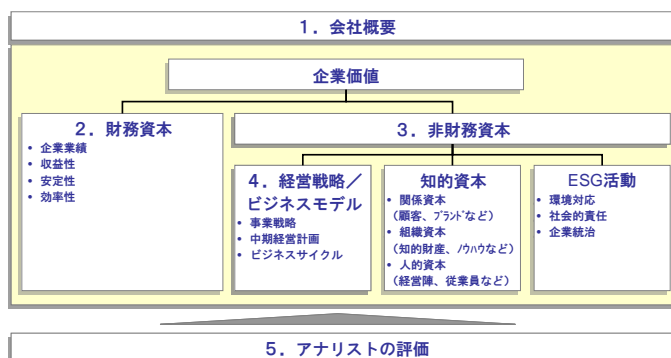 1．会社概要
企業価値
2．財務資本
• 企業業績
• 収益性
• 安定性
• 効率性
3．非財務資本
4．経営戦略／
ビジネスモデル
• 事業戦略
• 中期経営計画
• ビジネスサイクル
知的資本
• 関係資本
（顧客、ブランドなど）
• 組織資本
（知的財産、ノウハウなど）
• 人的資本
（経営陣、従業員など）
ESG活動
• 環境対応
• 社会的責任
• 企業統治
5．アナリストの評価